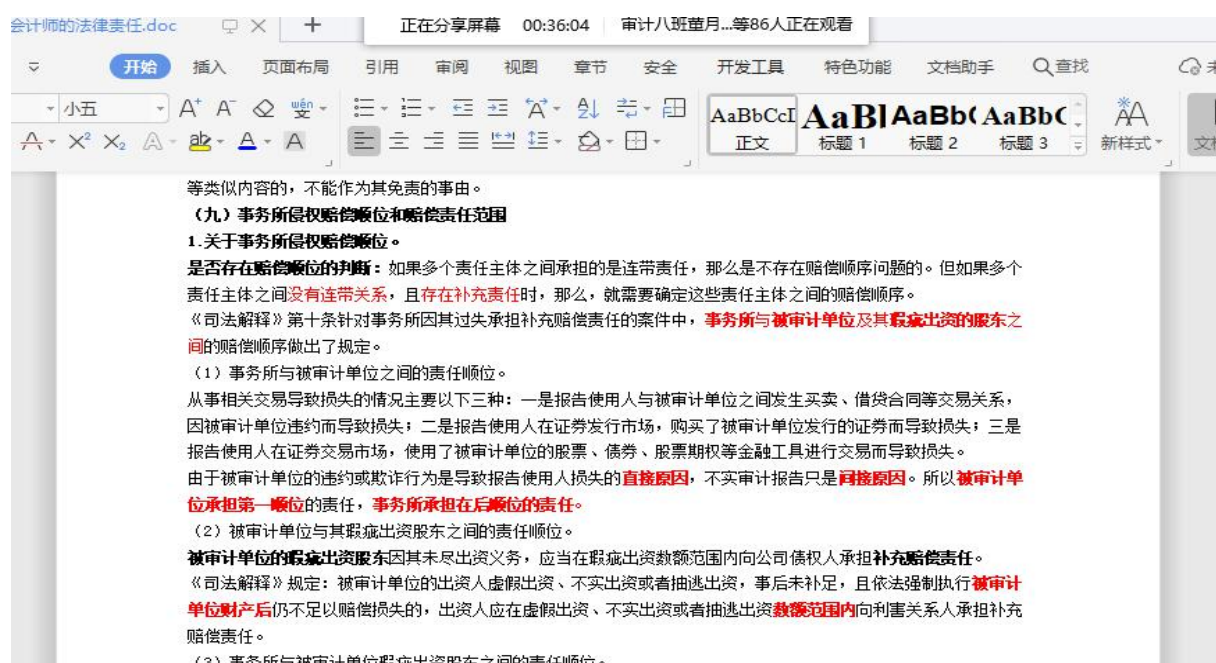 会计师的法律责任.doc
正在分享屏幕 00:36:04 审计八班董月...等86人正在观看
开始 插入 页面布局 引用 审阅 视图 章节 安全 开发工具 特色功能 文档助手 查找
小五 A⁺ A⁻ wén
AaBbCcD AaBl AaBb( AaBbC
X² X₂ A ab A A
正文 标题 1 标题 2 标题 3 新样式
等类似内容的，不能作为其免责的事由。
（九）事务所侵权赔偿顺位和赔偿责任范围
1.关于事务所侵权赔偿顺位。
是否存在赔偿顺位的判断：如果多个责任主体之间承担的是连带责任，那么是不存在赔偿顺序问题的。但如果多个
责任主体之间没有连带关系，且存在补充责任时，那么，就需要确定这些责任主体之间的赔偿顺序。
《司法解释》第十条针对事务所因其过失承担补充赔偿责任的案件中，事务所与被审计单位及其瑕疵出资的股东之
间的赔偿顺序做出了规定。
（1）事务所与被审计单位之间的责任顺位。
从事相关交易导致损失的情况主要以下三种：一是报告使用人与被审计单位之间发生买卖、借贷合同等交易关系，
因被审计单位违约而导致损失；二是报告使用人在证券发行市场，购买了被审计单位发行的证券而导致损失；三是
报告使用人在证券交易市场，使用了被审计单位的股票、债券、股票期权等金融工具进行交易而导致损失。
由于被审计单位的违约或欺诈行为是导致报告使用人损失的直接原因，不实审计报告只是间接原因。所以被审计单
位承担第一顺位的责任，事务所承担在后顺位的责任。
（2）被审计单位与其瑕疵出资股东之间的责任顺位。
被审计单位的瑕疵出资股东因其未尽出资义务，应当在瑕疵出资数额范围内向公司债权人承担补充赔偿责任。
《司法解释》规定：被审计单位的出资人虚假出资、不实出资或者抽逃出资，事后未补足，且依法强制执行被审计
单位财产后仍不足以赔偿损失的，出资人应在虚假出资、不实出资或者抽逃出资数额范围内向利害关系人承担补充
赔偿责任。
（3）事务所与被审计单位瑕疵出资股东之间的责任顺位。